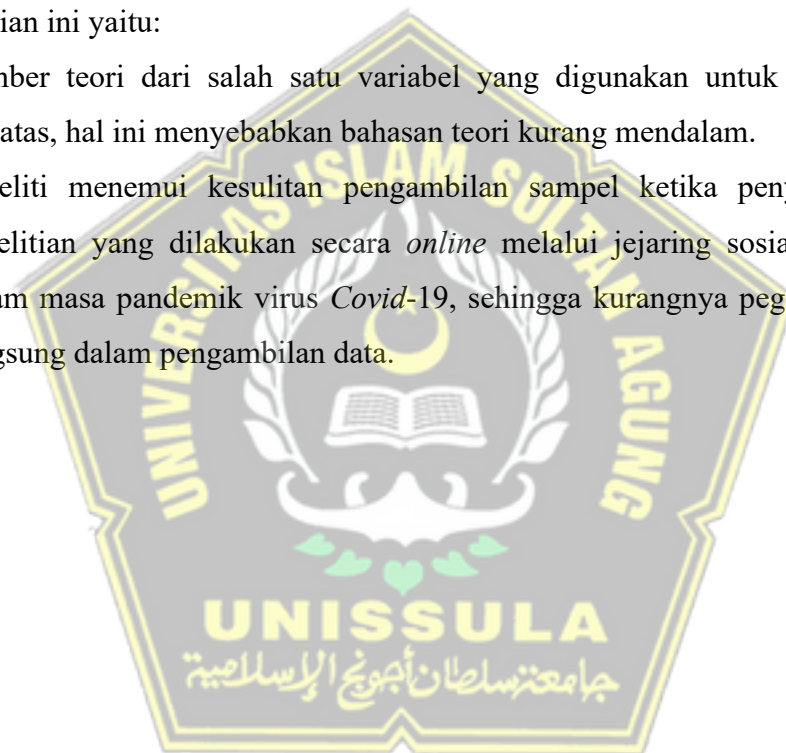 ian ini yaitu:
nber teori dari salah satu variabel yang digunakan untuk
atas, hal ini menyebabkan bahasan teori kurang mendalam.
eliti menemui kesulitan pengambilan sampel ketika peny
elitian yang dilakukan secara online melalui jejaring sosia
am masa pandemik virus Covid-19, sehingga kurangnya peg
gsung dalam pengambilan data.
UNIVERSITAS ISLAM SULTAN AGUNG
UNISSULA
جامعة سلطان أجونج الإسلامية